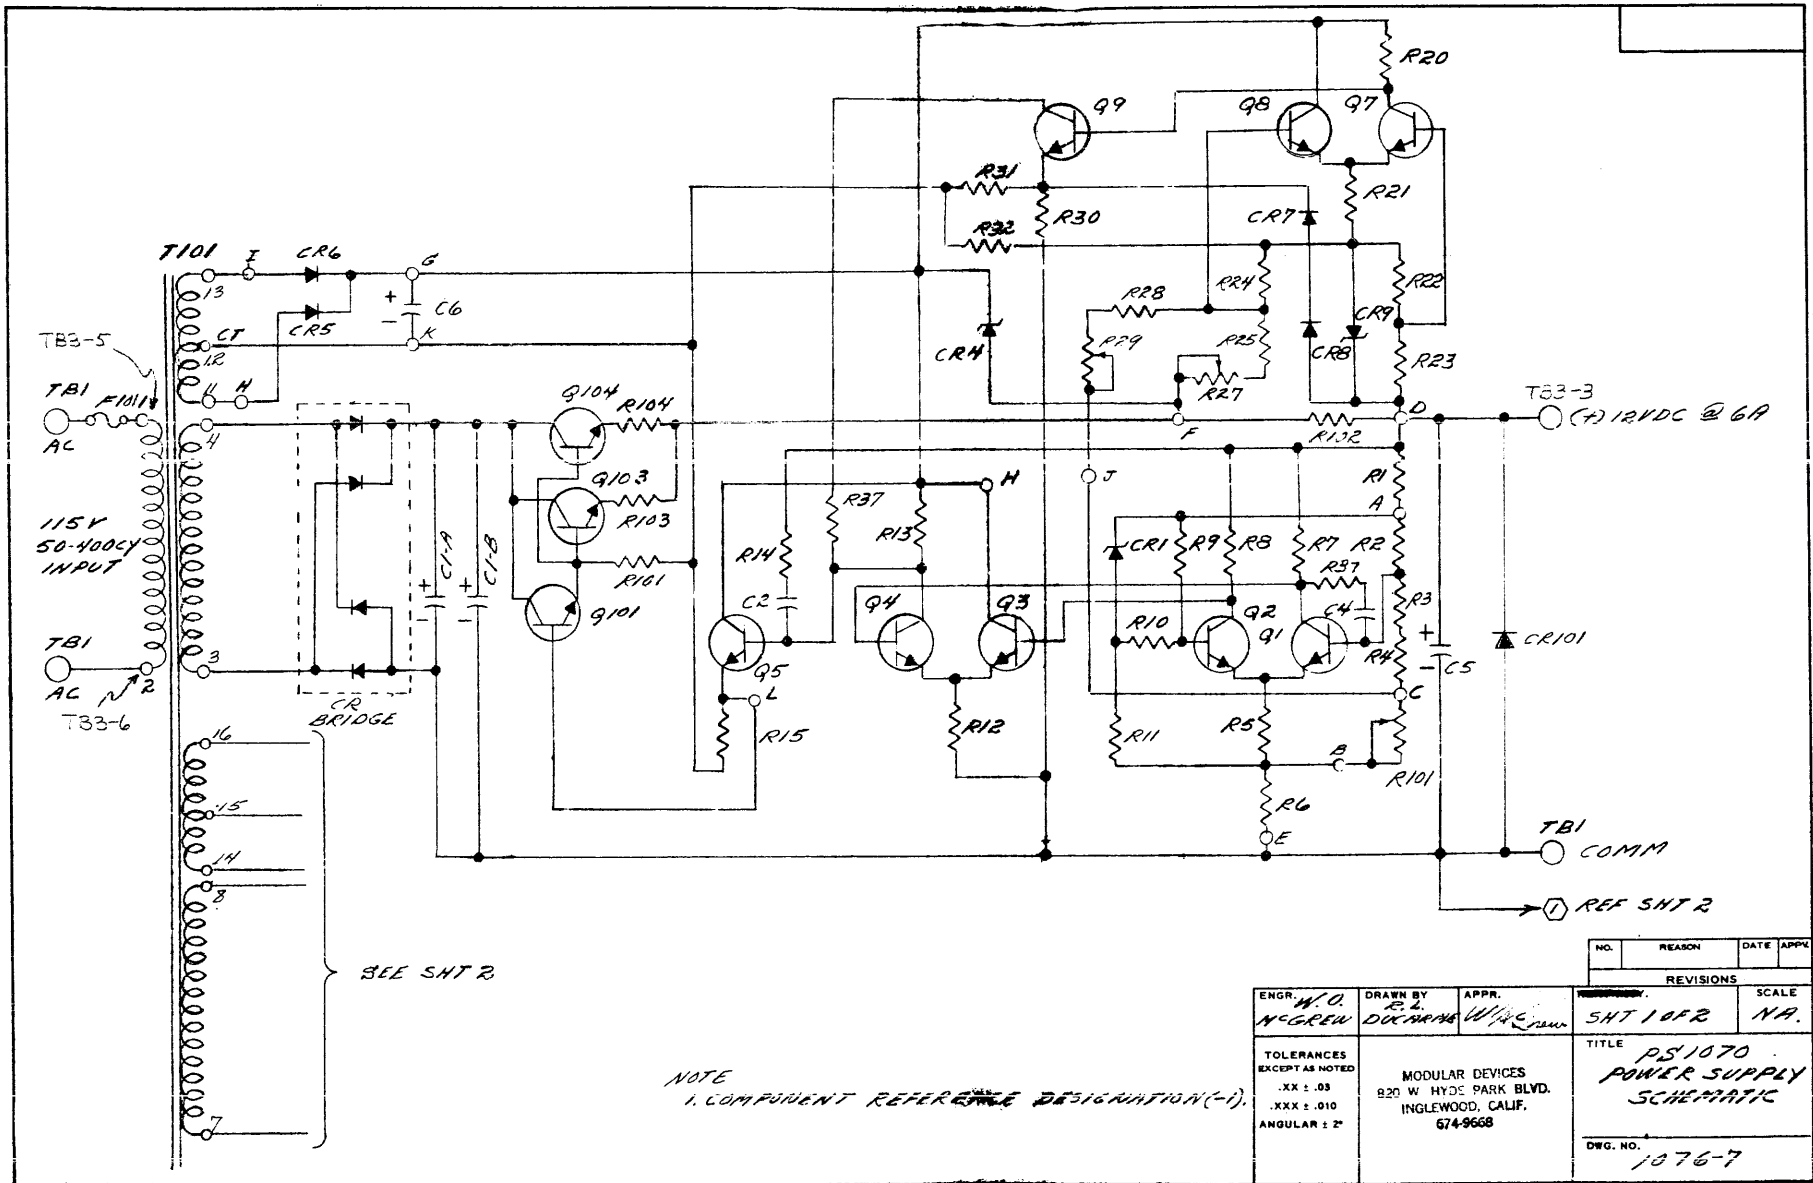 R20
Q9
Q8
Q7
R31
R21
R30
CR7
R32
T101
I
CR6
G
13
R24
R22
+
C6
-
R28
CR9
CR5
TB3-5
CT
K
12
R29
R25
CR4
CR8
R23
TB1
F101
1
11
H
Q104
R104
R27
TB3-3
D
(+) 12VDC @ 6A
AC
4
F
R102
Q103
H
J
R1
R37
A
115V
50-400CY
INPUT
C1-A
C1-B
R103
R13
R14
CR1
R9
R8
R7
R2
R101
R37
+
+
C2
Q4
Q3
C4
R3
-
-
Q101
R10
Q2
Q1
+
CR101
TB1
3
Q5
R4
-
C5
AC
2
L
C
TB3-6
CR
BRIDGE
R15
R12
R11
R5
16
B
R101
15
R6
14
E
TB1
COMM
8
1
REF SHT 2
SEE SHT 2
7
NO.
REASON
DATE
APPV.
REVISIONS
ENGR. W.O. McGREW
DRAWN BY R.L.
APPR.
SHT 1 OF 2
SCALE
NA.
TOLERANCES
EXCEPT AS NOTED
.XX ± .03
.XXX ± .010
ANGULAR ± 2°
MODULAR DEVICES
820 W HYDE PARK BLVD.
INGLEWOOD, CALIF.
674-9668
TITLE
PS1070
POWER SUPPLY
SCHEMATIC
DWG. NO.
1076-7
NOTE
1. COMPONENT REFERENCE DESIGNATION (-1).